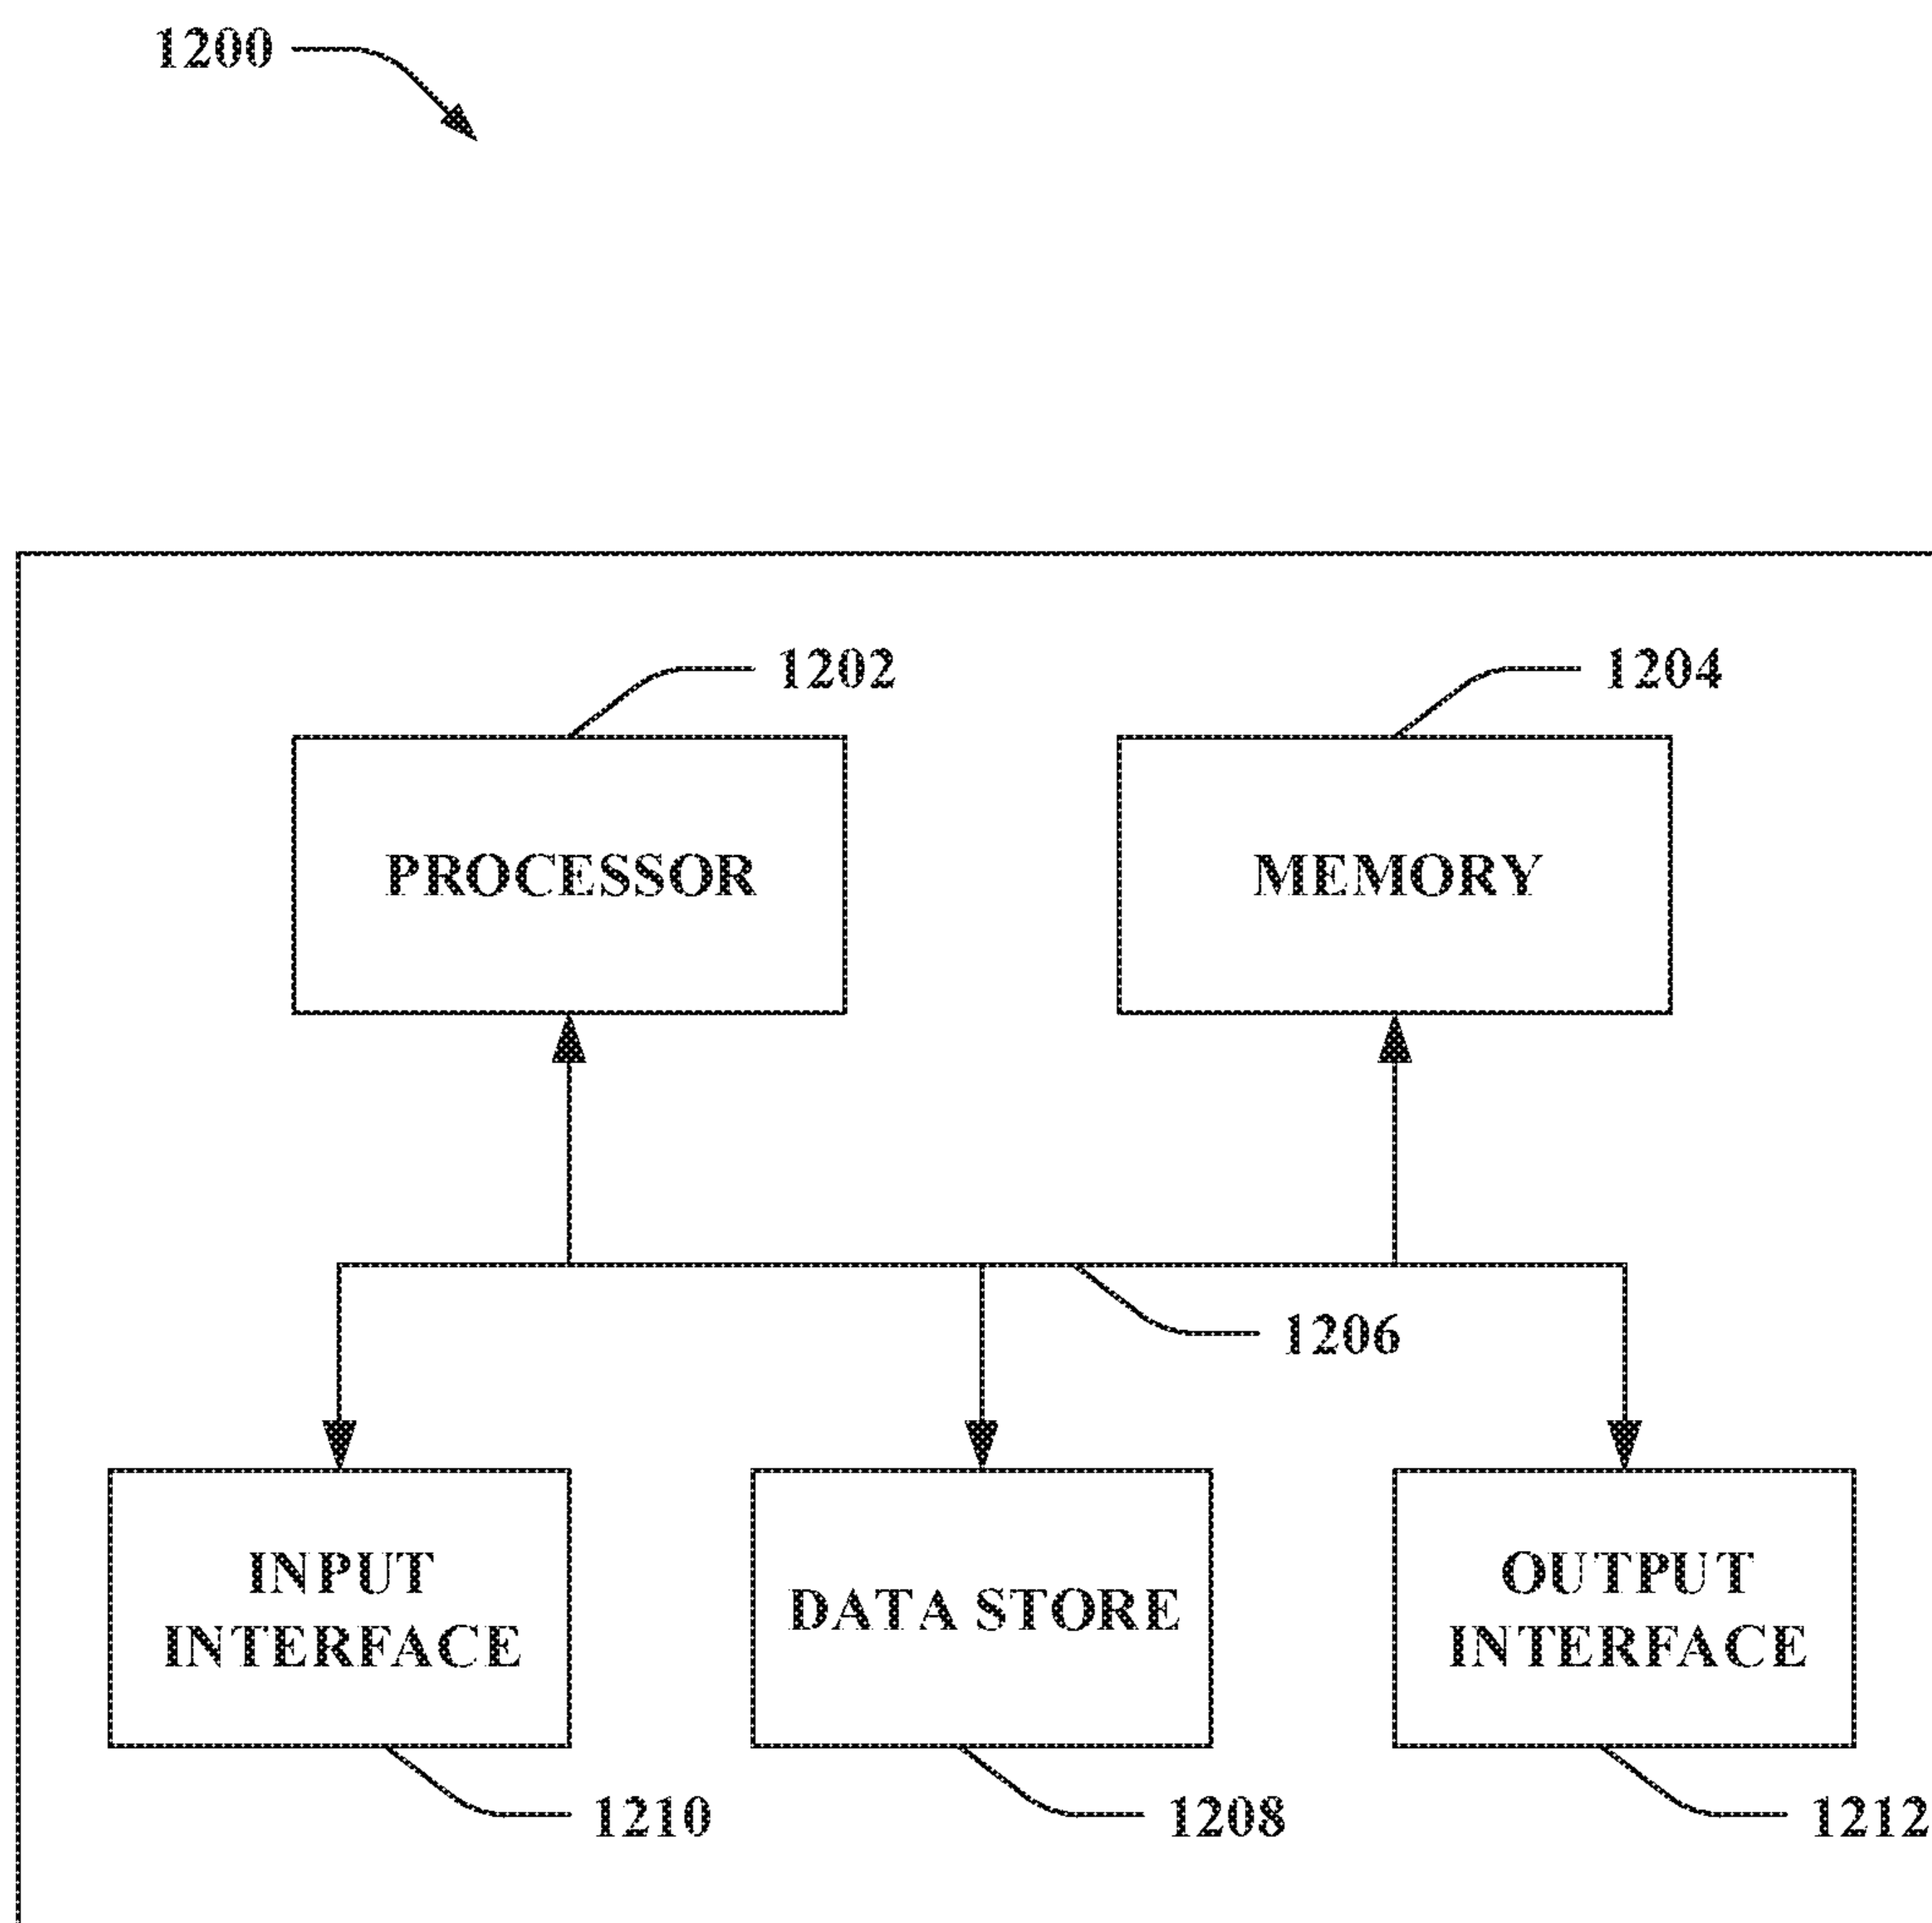 1200
1202
1204
PROCESSOR
MEMORY
1206
INPUT
INTERFACE
DATA STORE
OUTPUT
INTERFACE
1210
1208
1212